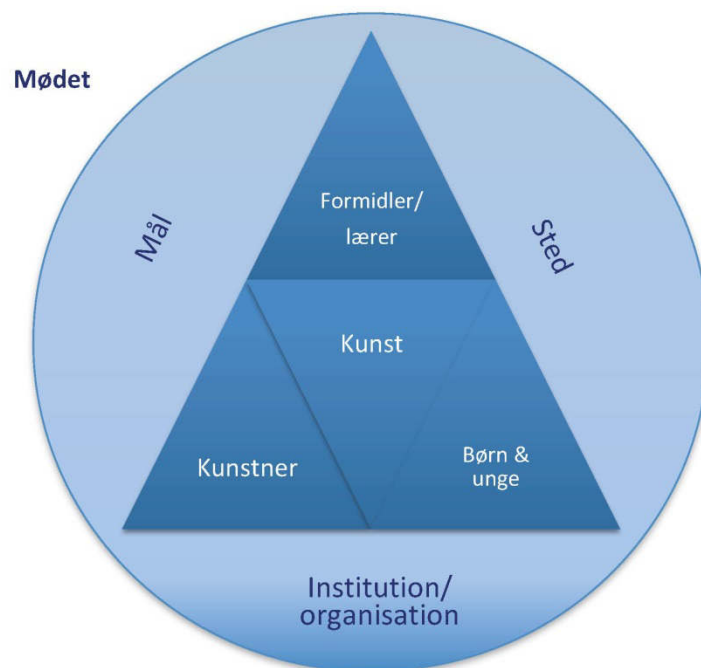 Mødet
Formidler/
lærer
Mål
Sted
Kunst
Kunstner
Børn &
unge
Institution/
organisation